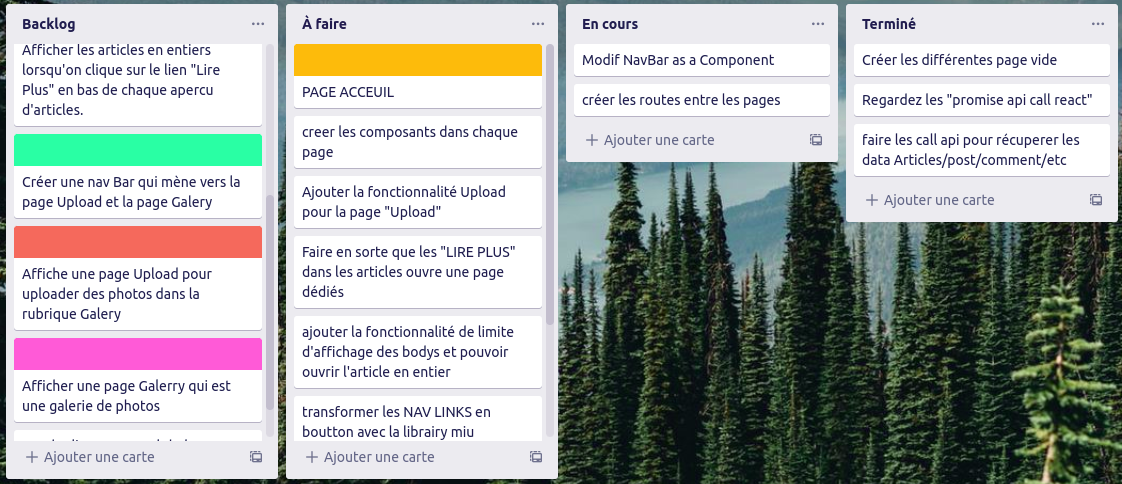 Backlog
Afficher les articles en entiers
lorsqu'on clique sur le lien "Lire
Plus" en bas de chaque apercu
d'articles.
Créer une nav Bar qui mène vers la
page Upload et la page Galery
Affiche une page Upload pour
uploader des photos dans la
rubrique Galery
Afficher une page Galerry qui est
une galerie de photos
Ajouter une carte
À faire
PAGE ACCEUIL
creer les composants dans chaque
page
Ajouter la fonctionnalité Upload
pour la page "Upload"
Faire en sorte que les "LIRE PLUS"
dans les articles ouvre une page
dédiés
ajouter la fonctionnalité de limite
d'affichage des bodys et pouvoir
ouvrir l'article en entier
transformer les NAV LINKS en
boutton avec la librairy miu
Ajouter une carte
En cours
Modif NavBar as a Component
créer les routes entre les pages
Ajouter une carte
Terminé
Créer les différentes page vide
Regardez les "promise api call react"
faire les call api pour récuperer les
data Articles/post/comment/etc
Ajouter une carte